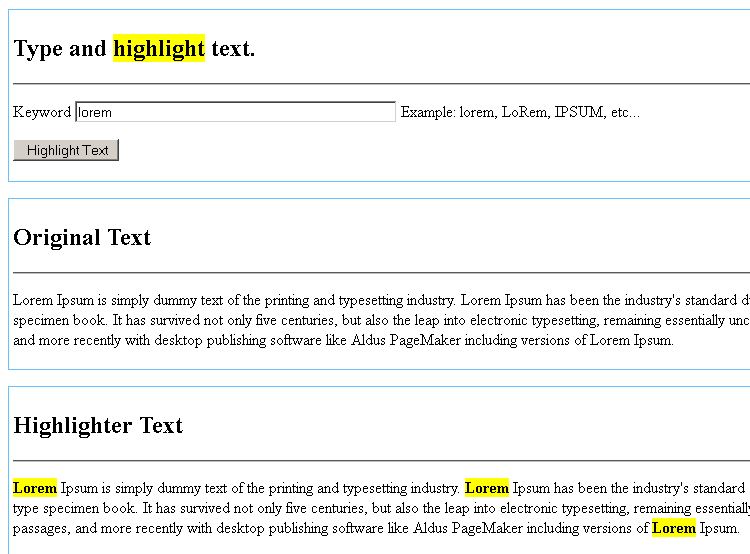 Type and highlight text.
Keyword lorem Example: lorem, LoRem, IPSUM, etc...
Highlight Text
Original Text
Lorem Ipsum is simply dummy text of the printing and typesetting industry. Lorem Ipsum has been the industry's standard
specimen book. It has survived not only five centuries, but also the leap into electronic typesetting, remaining essentially
and more recently with desktop publishing software like Aldus PageMaker including versions of Lorem Ipsum.
Highlighter Text
Lorem Ipsum is simply dummy text of the printing and typesetting industry. Lorem Ipsum has been the industry's standard
type specimen book. It has survived not only five centuries, but also the leap into electronic typesetting, remaining essentially
passages, and more recently with desktop publishing software like Aldus PageMaker including versions of Lorem Ipsum.